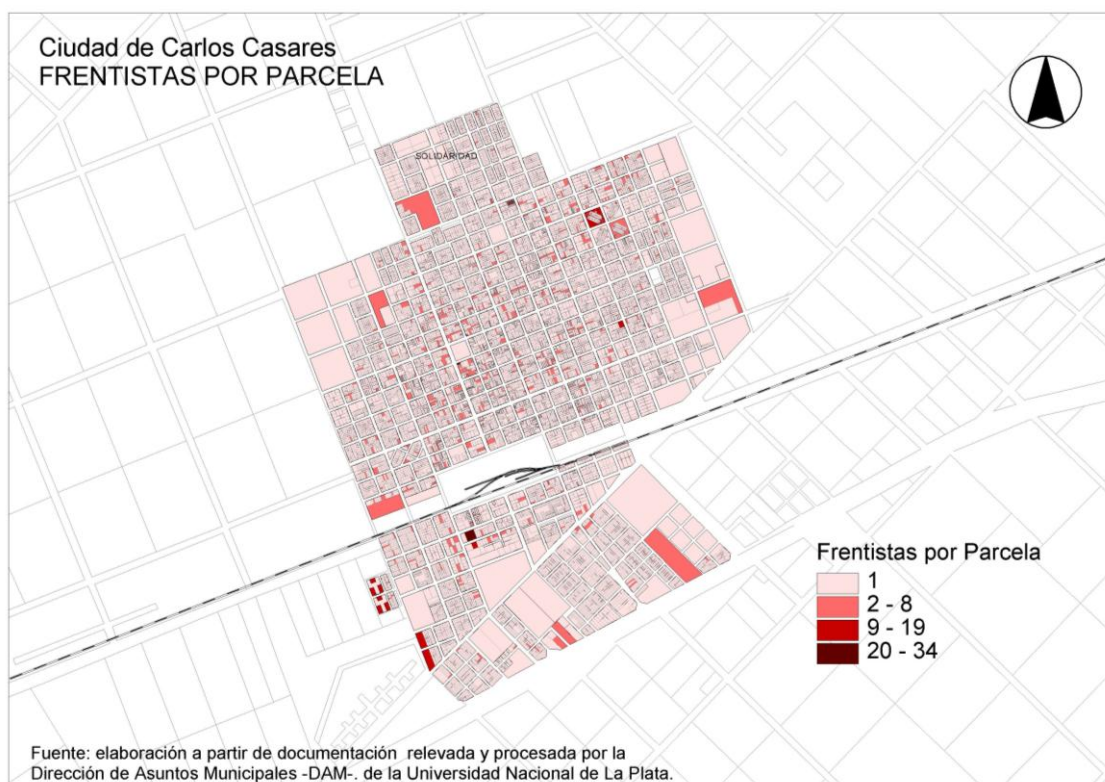 Ciudad de Carlos Casares
FRENTISTAS POR PARCELA
SOLIDARIDAD
Frentistas por Parcela
1
2 - 8
9 - 19
20 - 34
Fuente: elaboración a partir de documentación relevada y procesada por la
Dirección de Asuntos Municipales -DAM-. de la Universidad Nacional de La Plata.